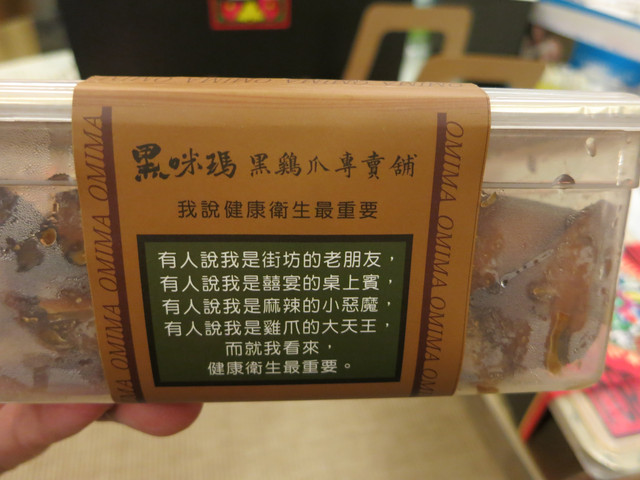 黑咪瑪 黑雞爪專賣舖
我說健康衛生最重要
有人說我是街坊的老朋友，
有人說我是囍宴的桌上賓，
有人說我是麻辣的小惡魔，
有人說我是雞爪的大天王，
而就我看來，
健康衛生最重要。
OMIMA OMIMA OMIMA OMIMA
OMIMA OMIMA OMIMA OMI